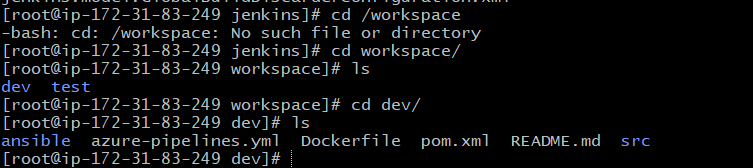 [root@ip-172-31-83-249 jenkins]# cd /workspace
-bash: cd: /workspace: No such file or directory
[root@ip-172-31-83-249 jenkins]# cd workspace/
[root@ip-172-31-83-249 workspace]# ls
dev  test
[root@ip-172-31-83-249 workspace]# cd dev/
[root@ip-172-31-83-249 dev]# ls
ansible  azure-pipelines.yml  Dockerfile  pom.xml  README.md  src
[root@ip-172-31-83-249 dev]#